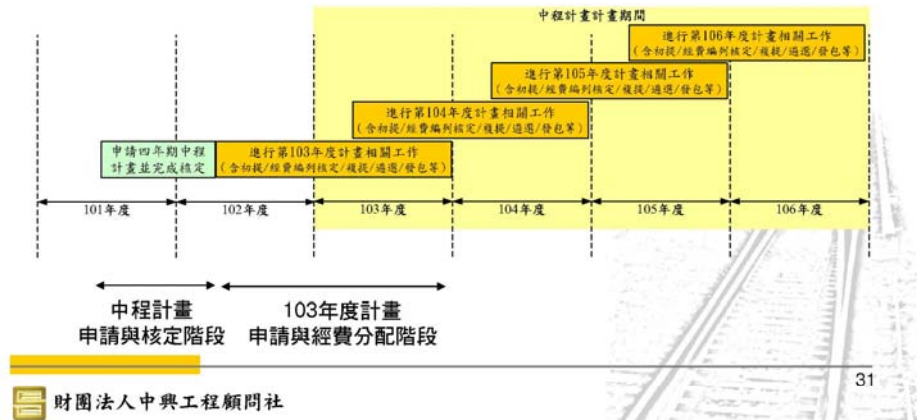 中程計畫計畫期間
進行第106年度計畫相關工作
(含初提/經費編列核定/複提/遴選/發包等)
進行第105年度計畫相關工作
(含初提/經費編列核定/複提/遴選/發包等)
進行第104年度計畫相關工作
(含初提/經費編列核定/複提/遴選/發包等)
申請四年期中程
計畫並完成核定
進行第103年度計畫相關工作
(含初提/經費編列核定/複提/遴選/發包等)
101年度
102年度
103年度
104年度
105年度
106年度
中程計畫
申請與核定階段
103年度計畫
申請與經費分配階段
31
財團法人中興工程顧問社